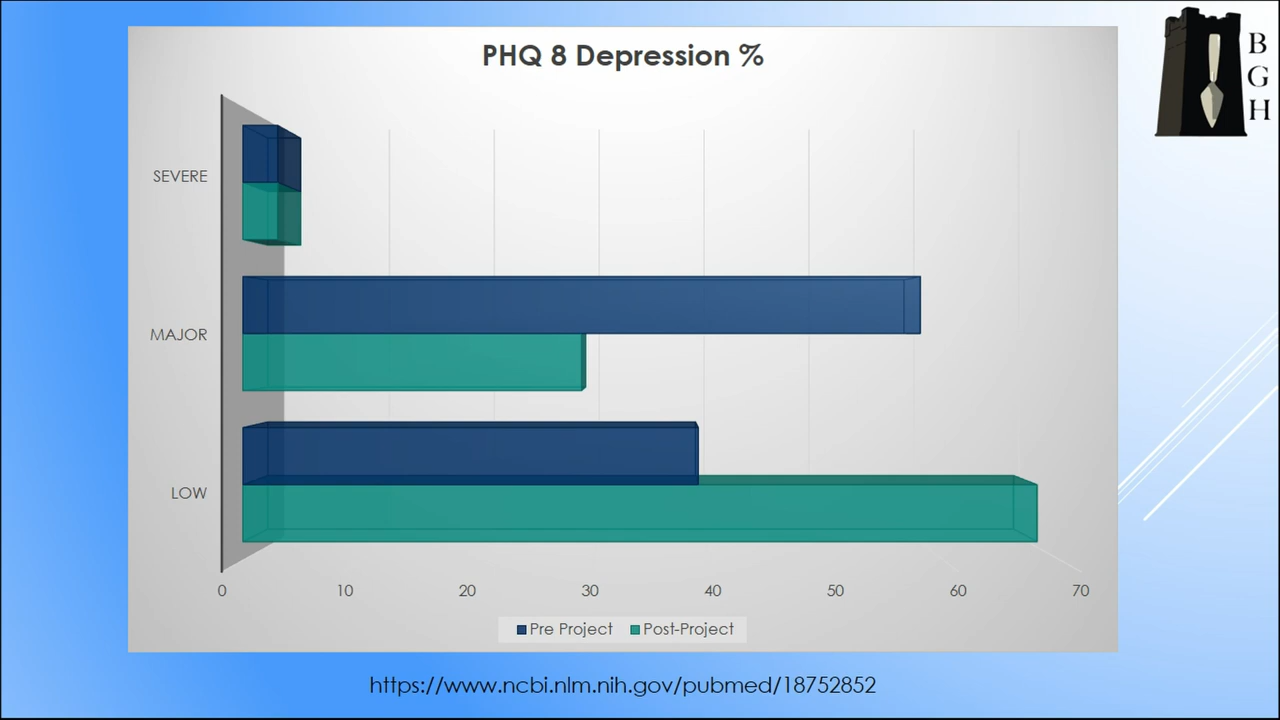 PHQ 8 Depression %
B
G
H
SEVERE
MAJOR
LOW
0 10 20 30 40 50 60 70
Pre Project Post-Project
https://www.ncbi.nlm.nih.gov/pubmed/18752852